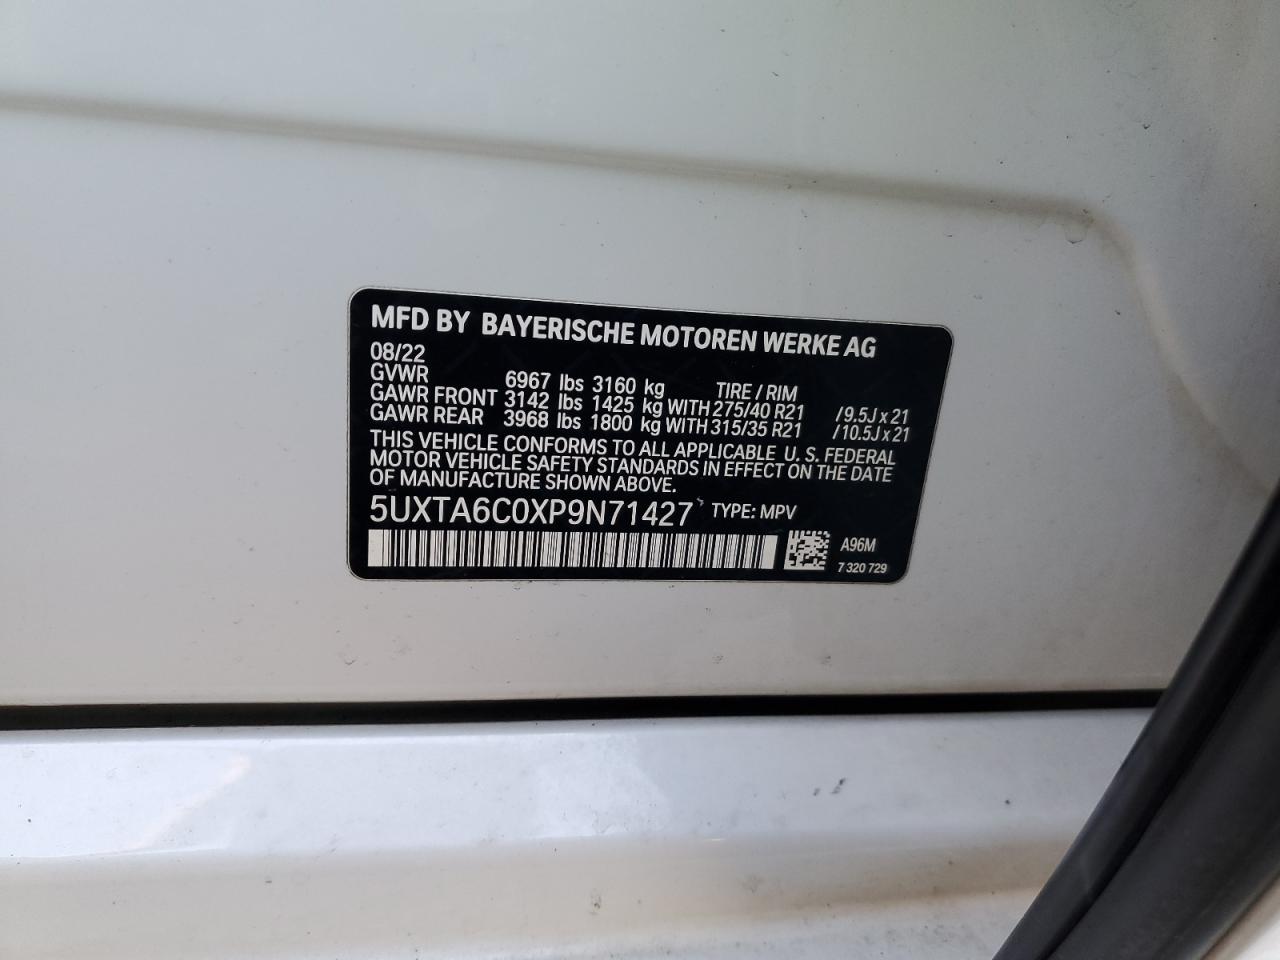 MFD BY BAYERISCHE MOTOREN WERKE AG
08/22
GVWR 6967 lbs 3160 kg TIRE / RIM
GAWR FRONT 3142 lbs 1425 kg WITH 275/40 R21 /9.5J x 21
GAWR REAR 3968 lbs 1800 kg WITH 315/35 R21 /10.5J x 21
THIS VEHICLE CONFORMS TO ALL APPLICABLE U. S. FEDERAL
MOTOR VEHICLE SAFETY STANDARDS IN EFFECT ON THE DATE
OF MANUFACTURE SHOWN ABOVE.
5UXTA6C0XP9N71427 TYPE: MPV
A96M
7 320 729